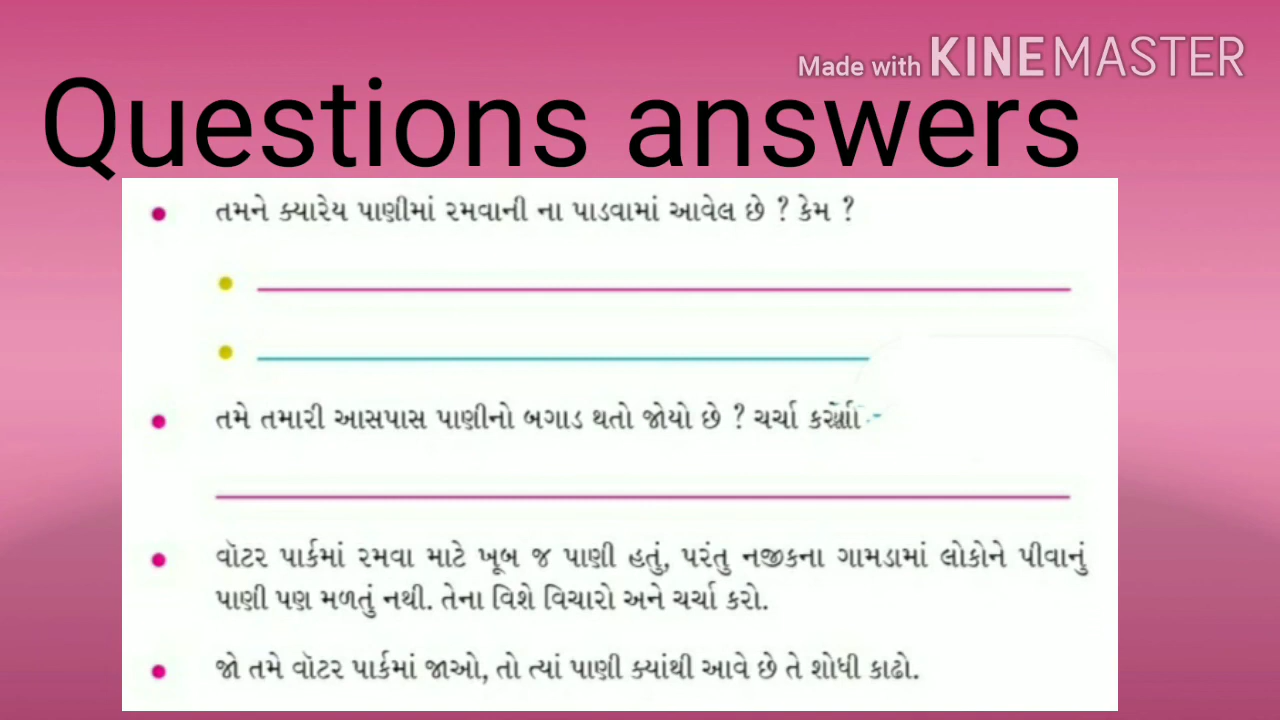 Made with KINEMASTER
Questions answers
તમને ક્યારેય પાણીમાં રમવાની ના પાડવામાં આવેલ છે ? કેમ ?
તમે તમારી આસપાસ પાણીનો બગાડ થતો જોયો છે ? ચર્ચા
વૉટર પાર્કમાં રમવા માટે ખૂબ જ પાણી હતું, પરંતુ નજીકના ગામડામાં લોકોને પીવાનું
પાણી પણ મળતું નથી. તેના વિશે વિચારો અને ચર્ચા કરો.
જો તમે વૉટર પાર્કમાં જાઓ, તો ત્યાં પાણી ક્યાંથી આવે છે તે શોધી કાઢો.